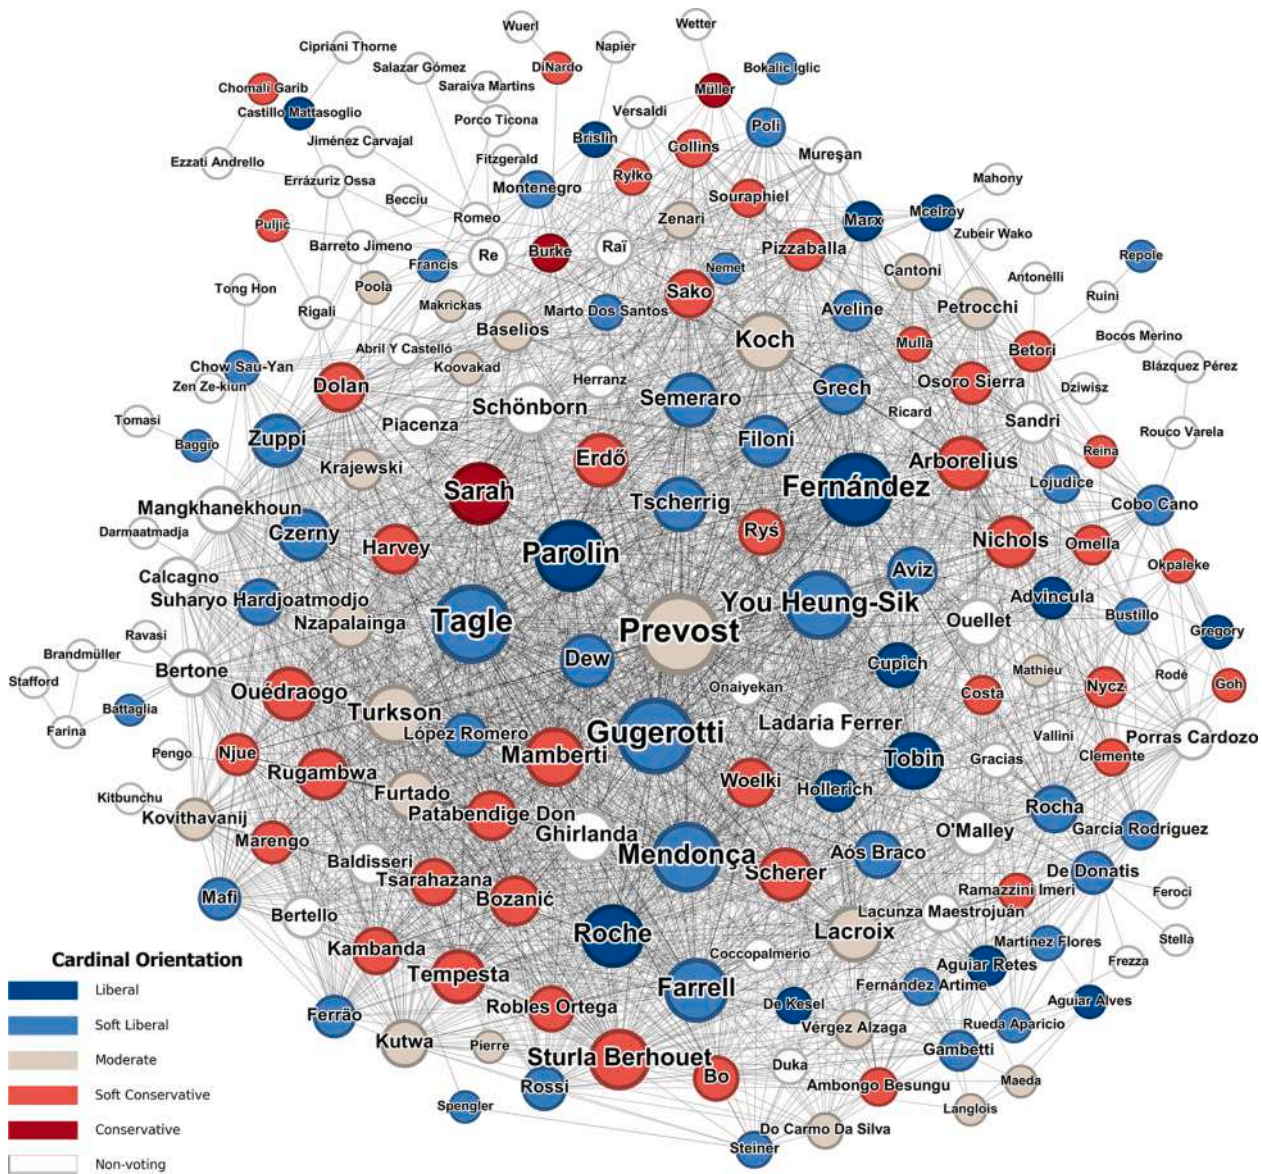 Wuerl
Wetter
Cipriani Thorne
Napier
Salazar Gómez
DiNardo
Bokalic Iglic
Chomali Garib
Saraiva Martins
Müller
Castillo Mattasoglio
Versaldi
Porco Ticona
Poli
Jiménez Carvajal
Brislin
Collins
Mureşan
Ezzati Andrello
Fitzgerald
Errázuriz Ossa
Ryłko
Montenegro
Mahony
Becciu
Souraphiel
Romeo
Zenari
Marx
Mcelroy
Puljić
Zubeir Wako
Barreto Jimeno
Re
Burke
Raï
Pizzaballa
Repole
Francis
Nemet
Cantoni
Antonelli
Poola
Tong Hon
Sako
Ruini
Makrickas
Marto Dos Santos
Aveline
Petrocchi
Rigali
Baselios
Bocos Merino
Koch
Mulla
Betori
Abril Y Castelló
Koovakad
Chow Sau-Yan
Blázquez Pérez
Herranz
Zen Ze-kiun
Dolan
Osoro Sierra
Dziwisz
Grech
Semeraro
Schönborn
Ricard
Sandri
Tomasi
Piacenza
Rouco Varela
Zuppi
Filoni
Baggio
Reina
Erdő
Arborelius
Krajewski
Lojudice
Fernández
Sarah
Tscherrig
Cobo Cano
Mangkhanekhoun
Darmaatmadja
Czerny
Ryś
Nichols
Omella
Harvey
Parolin
Okpaleke
Calcagno
Aviz
Suharyo Hardjoatmodjo
Advincula
You Heung-Sik
Ouellet
Bustillo
Tagle
Nzapalainga
Prevost
Gregory
Ravasi
Brandmüller
Dew
Cupich
Bertone
Mathieu
Rodé
Stafford
Onaiyekan
Costa
Nycz
Goh
Ouédraogo
Battaglia
Turkson
Ladaria Ferrer
Farina
López Romero
Gugerotti
Vallini
Porras Cardozo
Pengo
Njue
Mamberti
Tobin
Gracias
Clemente
Rugambwa
Woelki
Kitbunchu
Furtado
Hollerich
Kovithavanij
Patabendige Don
Rocha
Marengo
Ghirlanda
O'Malley
García Rodríguez
Baldisseri
Mendonça
Aós Braco
De Donatis
Scherer
Tsarahazana
Ramazzini Imeri
Feroci
Mafi
Bozanić
Bertello
Lacunza Maestrojuán
Roche
Lacroix
Stella
Kambanda
Martínez Flores
Coccopalmerio
Frezza
Cardinal Orientation
Aguiar Retes
Tempesta
Fernández Artime
Liberal
Farrell
De Kesel
Aguiar Alves
Robles Ortega
Ferrão
Rueda Aparicio
Soft Liberal
Vérgez Alzaga
Kutwa
Pierre
Gambetti
Moderate
Sturla Berhouet
Duka
Bo
Maeda
Rossi
Ambongo Besungu
Soft Conservative
Spengler
Langlois
Conservative
Do Carmo Da Silva
Steiner
Non-voting